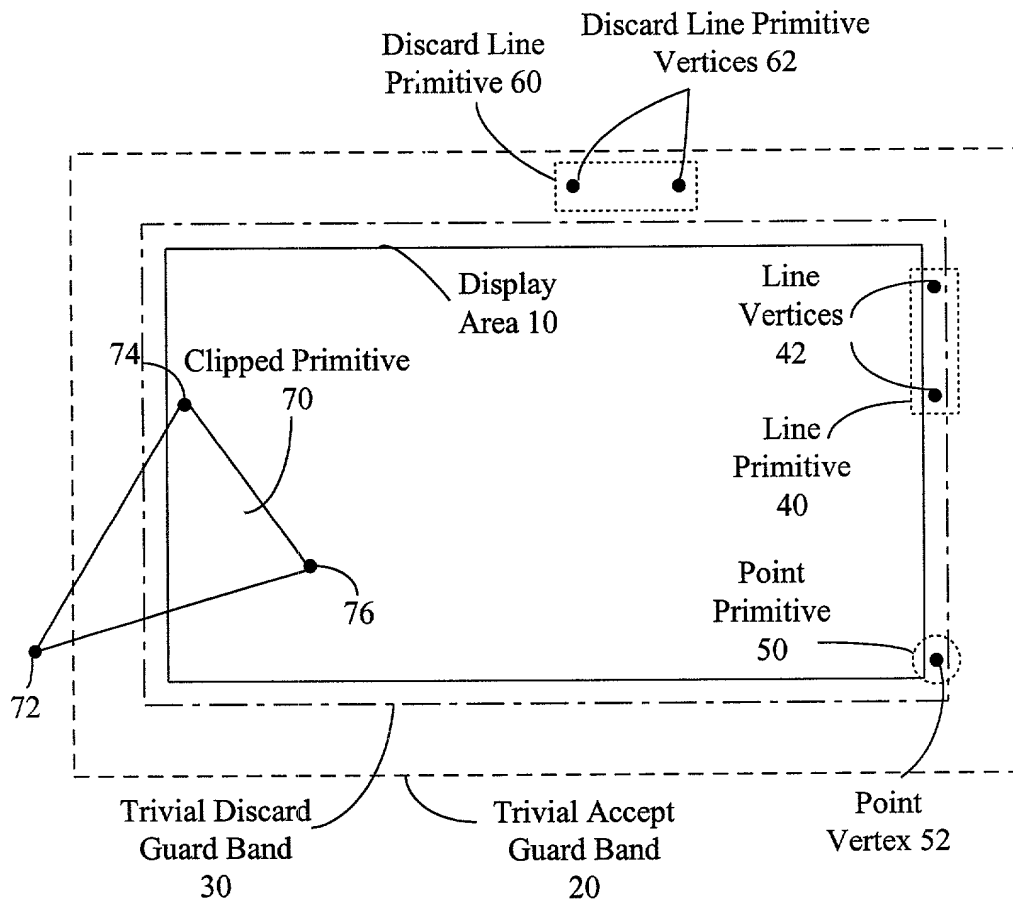 Discard Line
Primitive 60
Discard Line Primitive
Vertices 62
Display
Area 10
Line
Vertices
42
74
Clipped Primitive
70
Line
Primitive
40
76
Point
Primitive
50
72
Trivial Discard
Guard Band
30
Trivial Accept
Guard Band
20
Point
Vertex 52